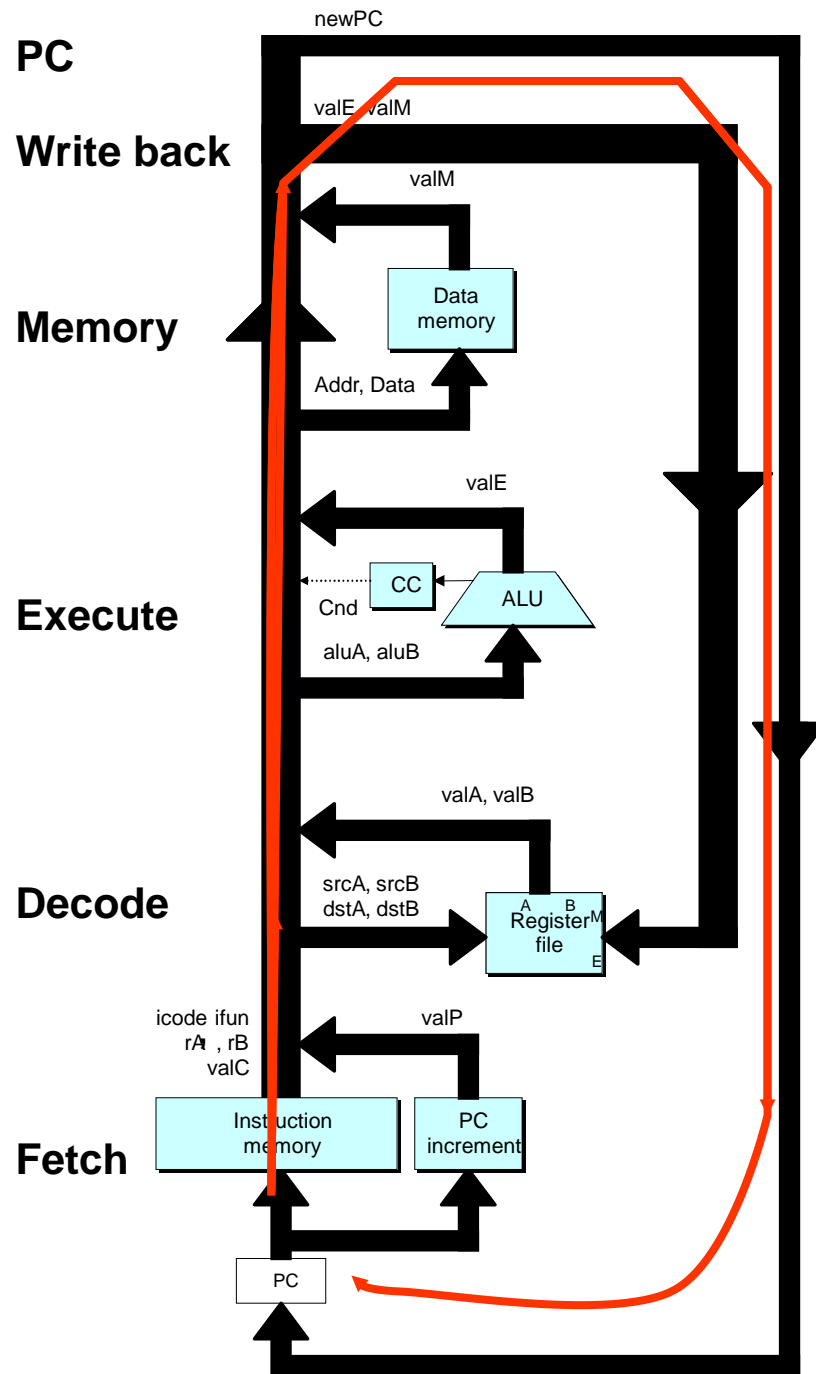 newPC
PC
valE, valM
Write back
valM
Data
memory
Memory
Addr, Data
valE
CC
ALU
Cnd
Execute
aluA, aluB
valA, valB
srcA, srcB
dstA, dstB
A B
M
Register
file
E
Decode
icode ifun
rA , rB
valC
valP
Instruction
memory
PC
increment
Fetch
PC